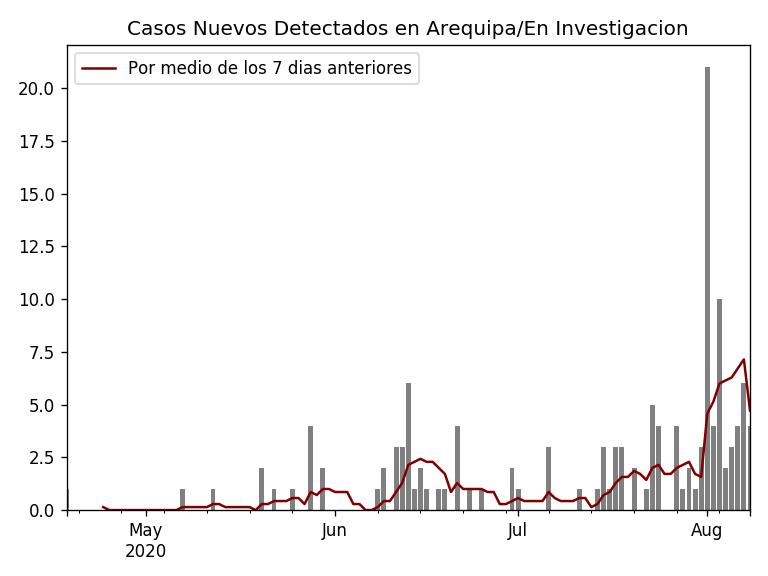 Casos Nuevos Detectados en Arequipa/En Investigacion
Por medio de los 7 dias anteriores
20.0
17.5
15.0
12.5
10.0
7.5
5.0
2.5
0.0
May
2020
Jun
Jul
Aug